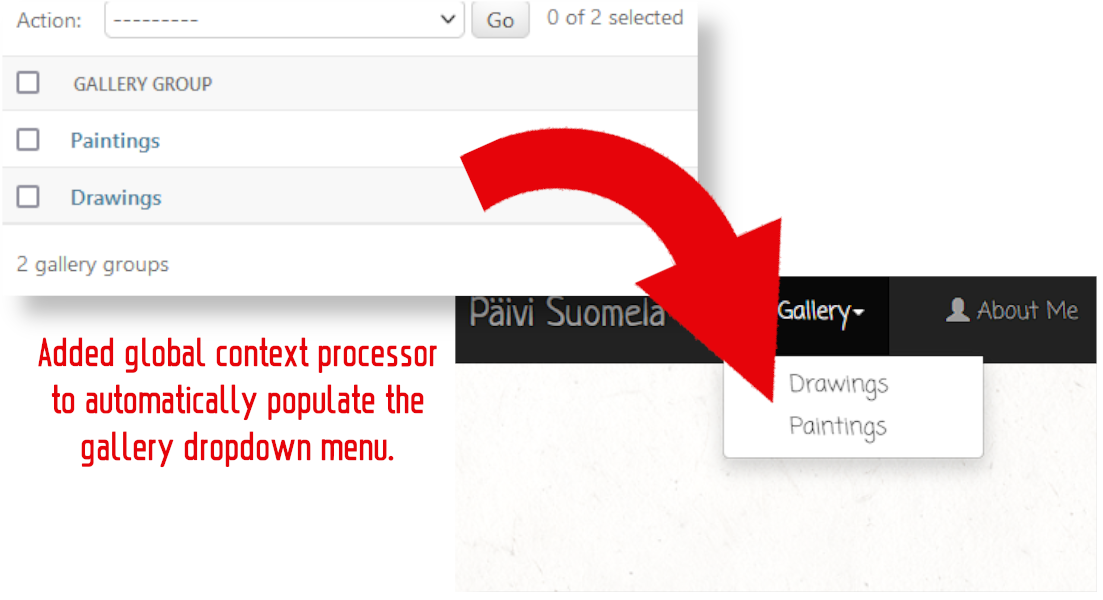 Action: --------- Go 0 of 2 selected
GALLERY GROUP
Paintings
Drawings
2 gallery groups
Päivi Suomela Gallery About Me
Drawings
Paintings
Added global context processor
to automatically populate the
gallery dropdown menu.